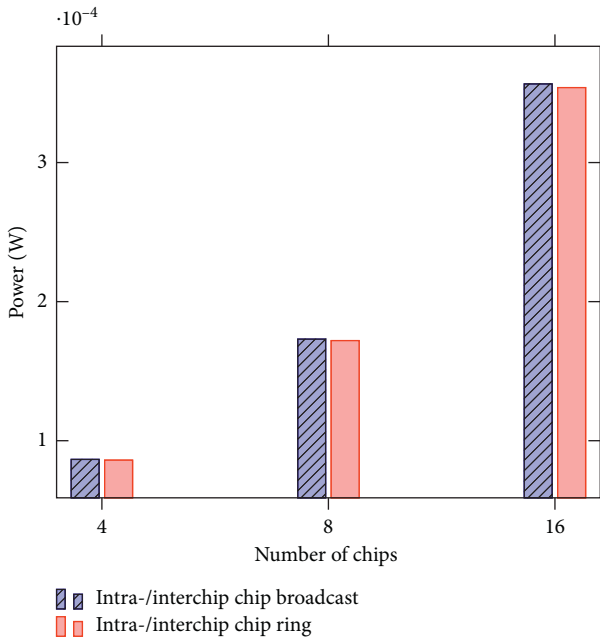 ·10⁻⁴
3
2
1
Power (W)
4 8 16
Number of chips
Intra-/interchip chip broadcast
Intra-/interchip chip ring